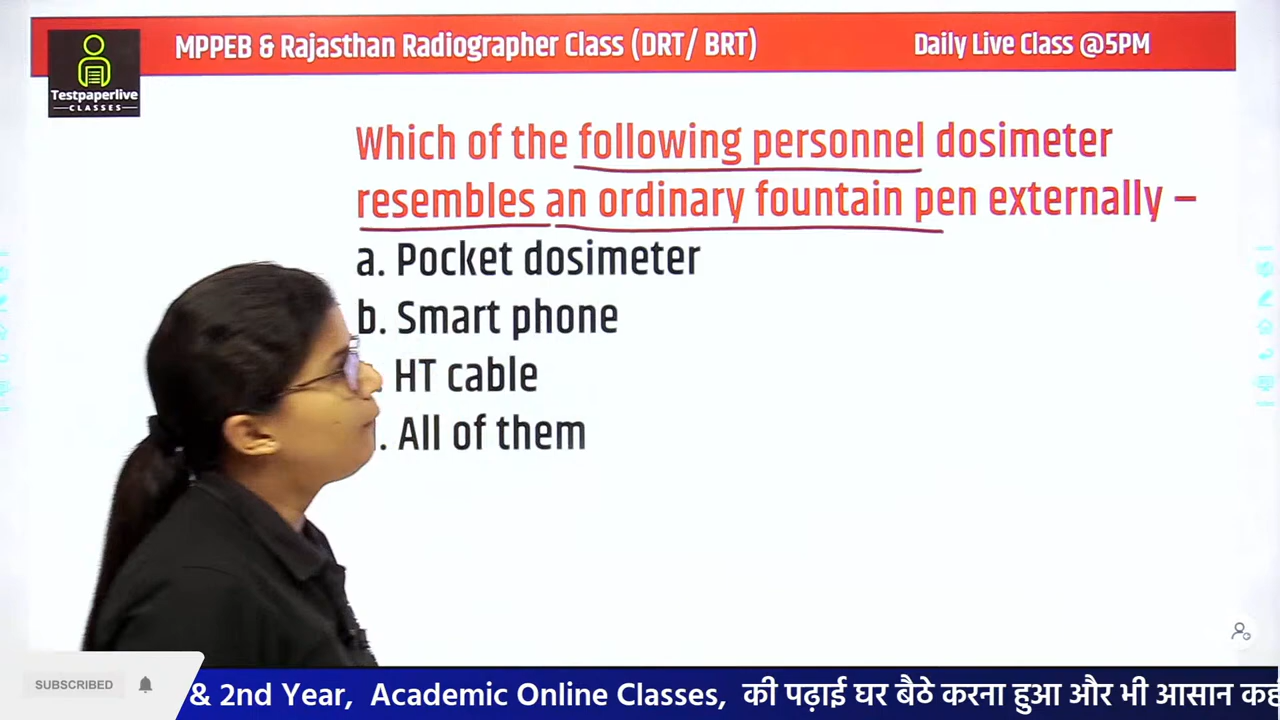 MPPEB & Rajasthan Radiographer Class (DRT/ BRT)
Daily Live Class @5PM
Testpaperlive
CLASSES
Which of the following personnel dosimeter
resembles an ordinary fountain pen externally –
a. Pocket dosimeter
b. Smart phone
HT cable
. All of them
SUBSCRIBED
& 2nd Year, Academic Online Classes, की पढ़ाई घर बैठे करना हुआ और भी आसान